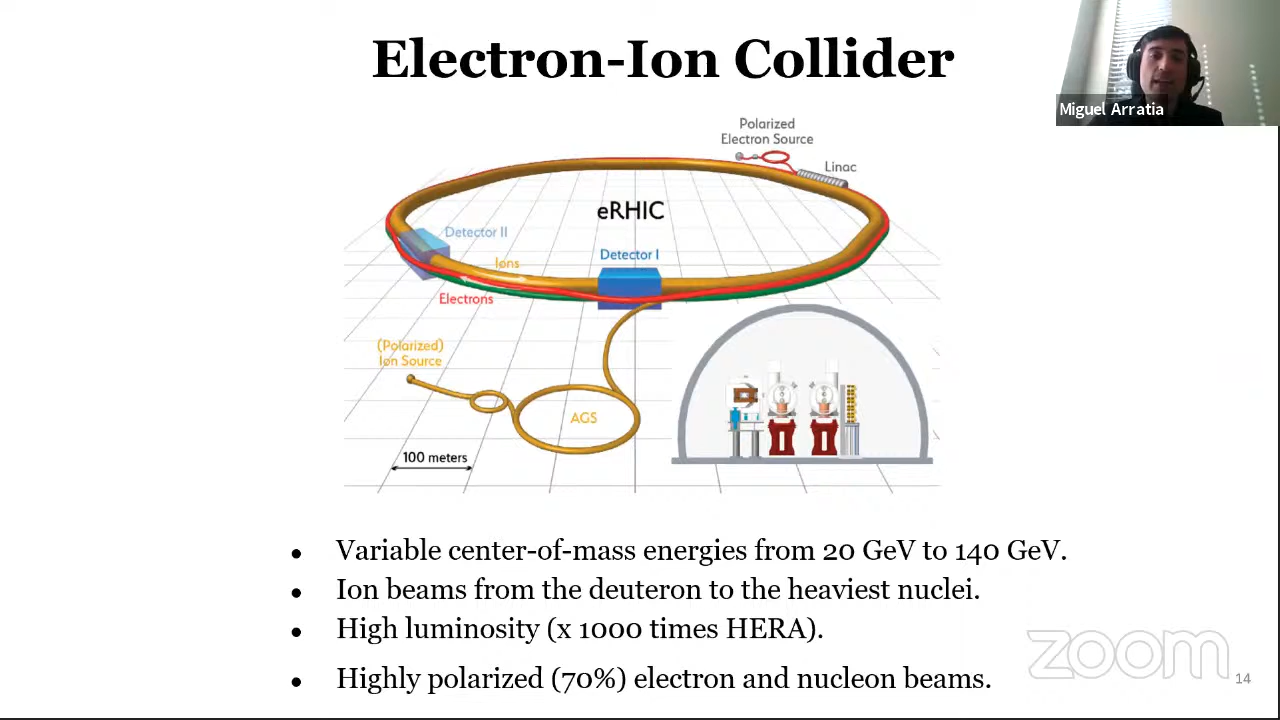 Electron-Ion Collider
Miguel Arratia
Polarized
Electron Source
Linac
eRHIC
Detector II
Detector I
Ions
Electrons
(Polarized)
Ion Source
AGS
100 meters
● Variable center-of-mass energies from 20 GeV to 140 GeV.
● Ion beams from the deuteron to the heaviest nuclei.
● High luminosity (x 1000 times HERA).
● Highly polarized (70%) electron and nucleon beams.
zoom
14